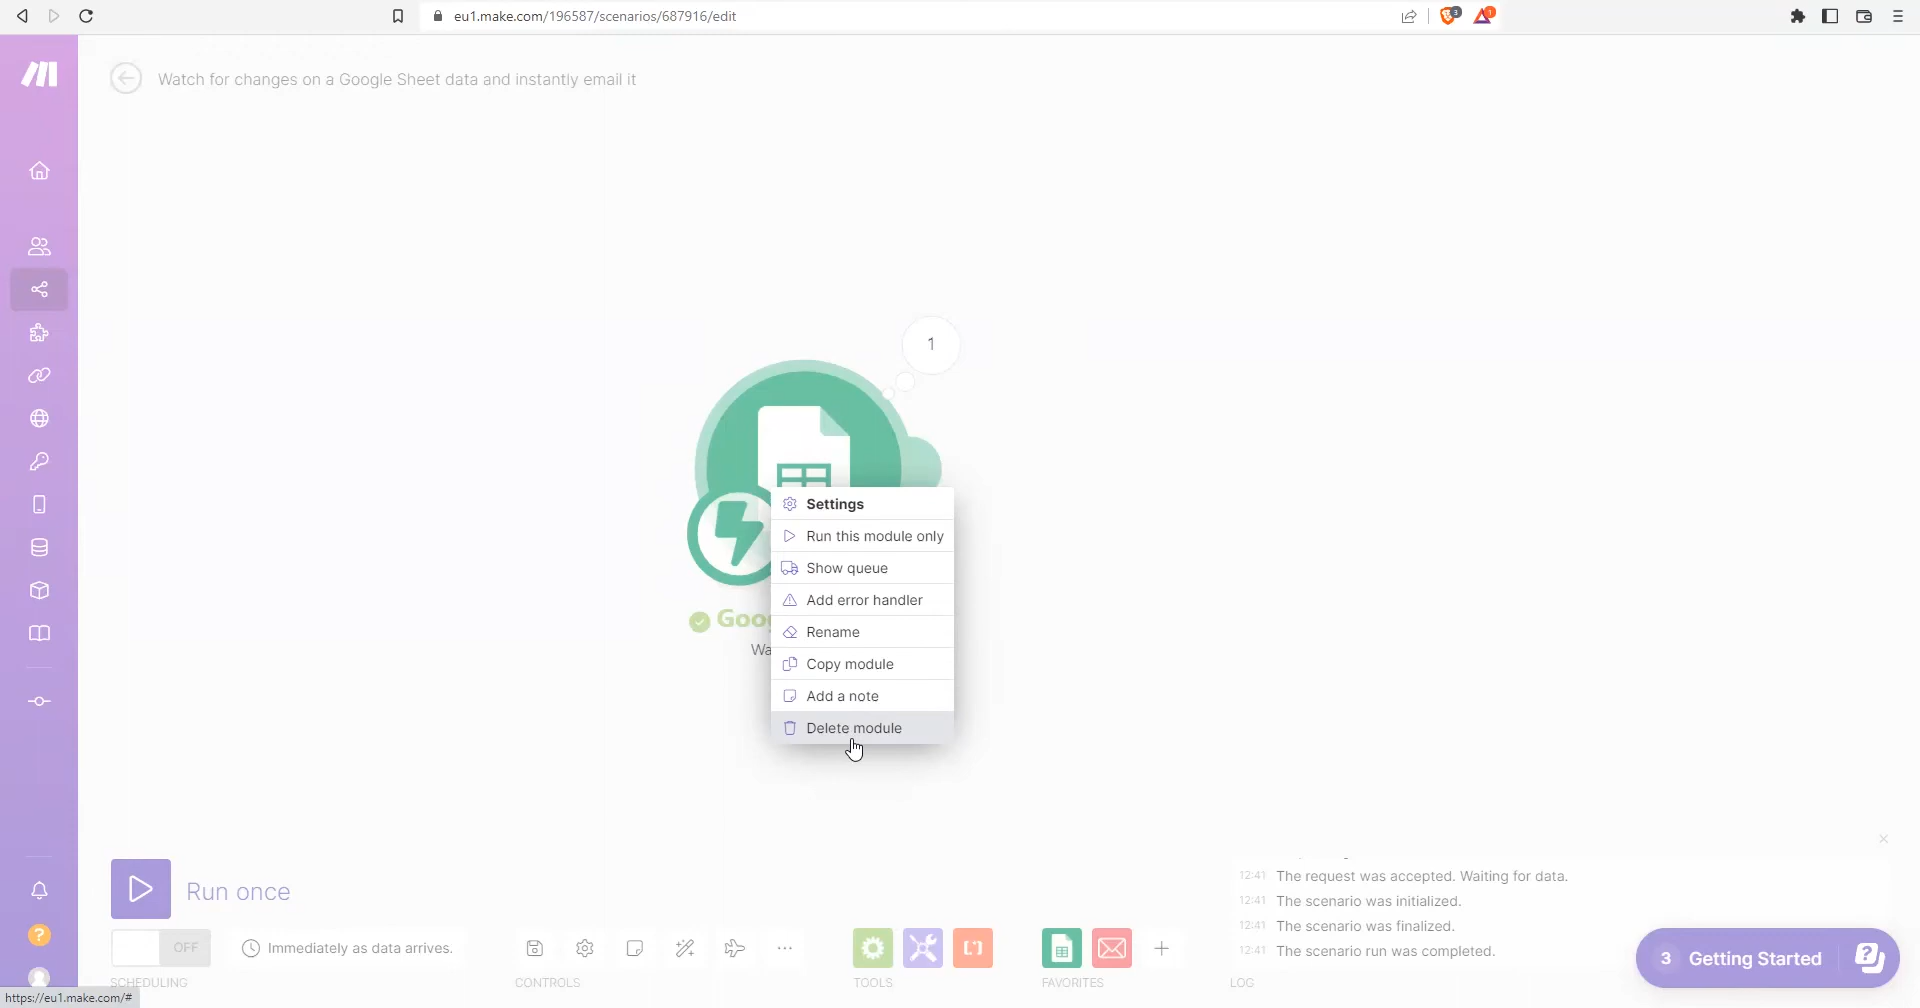 eu1.make.com/196587/scenarios/687916/edit
3
1
Watch for changes on a Google Sheet data and instantly email it
1
Settings
Run this module only
Show queue
Goog
Add error handler
Rename
Wa
Copy module
Add a note
Delete module
Run once
12:41 The request was accepted. Waiting for data.
12:41 The scenario was initialized.
12:41 The scenario was finalized.
12:41 The scenario run was completed.
OFF
Immediately as data arrives.
?
3 Getting Started
?
SCHEDULING
CONTROLS
TOOLS
FAVORITES
LOG
https://eu1.make.com/#